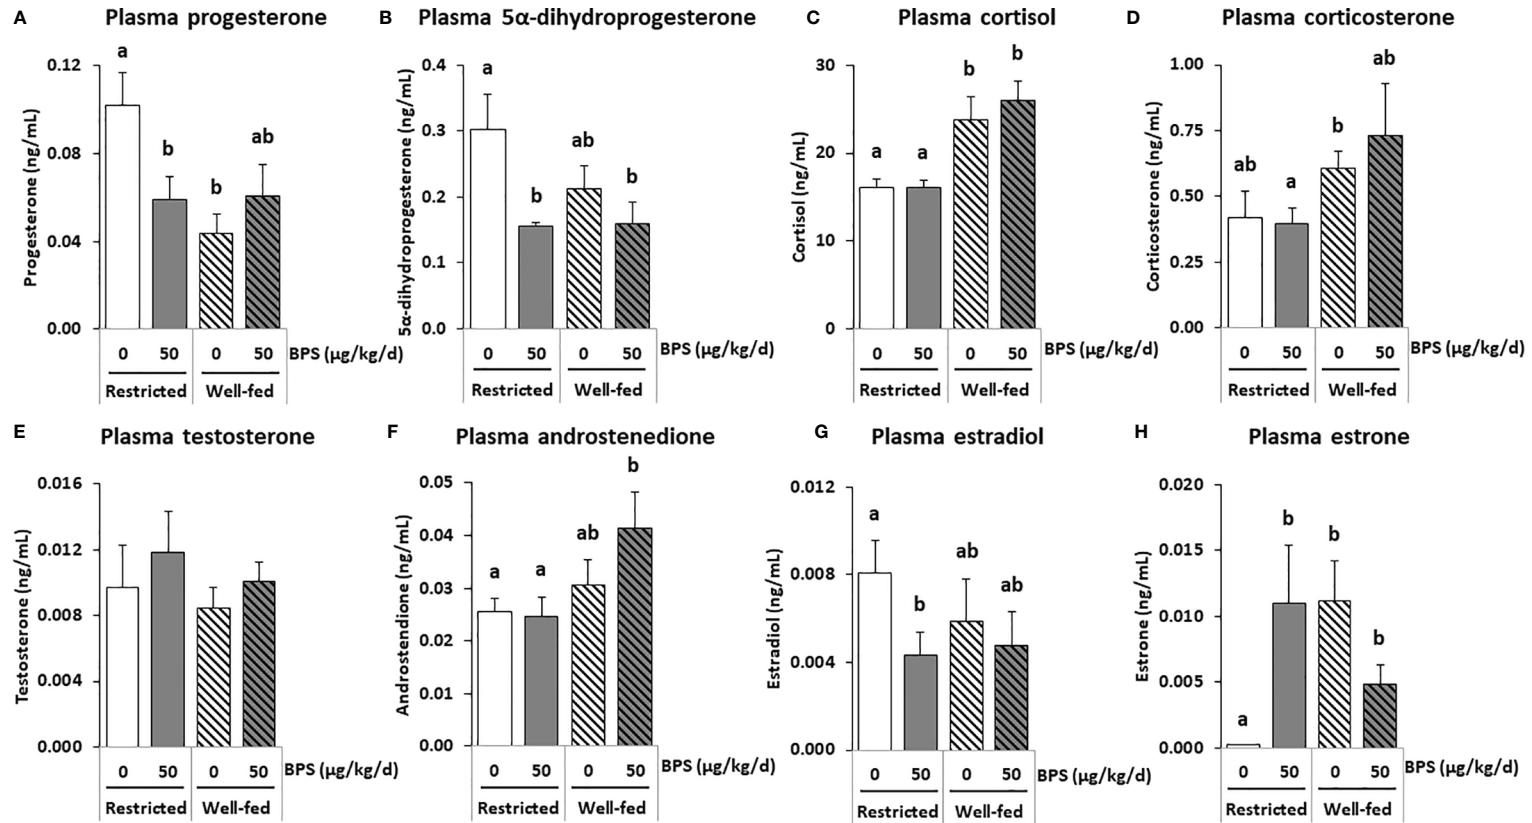 A Plasma progesterone
B Plasma 5α-dihydroprogesterone
C Plasma cortisol
D Plasma corticosterone
Progesterone (ng/mL)
0.12
0.08
0.04
0.00
a
b
b
ab
0 50 0 50 BPS (µg/kg/d)
Restricted Well-fed
5α-dihydroprogesterone (ng/mL)
0.4
0.3
0.2
0.1
0.0
a
b
ab
b
0 50 0 50 BPS (µg/kg/d)
Restricted Well-fed
Cortisol (ng/mL)
30
20
10
0
a
a
b
b
0 50 0 50 BPS (µg/kg/d)
Restricted Well-fed
Corticosterone (ng/mL)
1.00
0.75
0.50
0.25
0.00
ab
a
b
ab
0 50 0 50 BPS (µg/kg/d)
Restricted Well-fed
E Plasma testosterone
F Plasma androstenedione
G Plasma estradiol
H Plasma estrone
Testosterone (ng/mL)
0.016
0.012
0.008
0.004
0.000
0 50 0 50 BPS (µg/kg/d)
Restricted Well-fed
Androstendione (ng/mL)
0.05
0.04
0.03
0.02
0.01
0.00
a
a
ab
b
0 50 0 50 BPS (µg/kg/d)
Restricted Well-fed
Estradiol (ng/mL)
0.012
0.008
0.004
0.000
a
b
ab
ab
0 50 0 50 BPS (µg/kg/d)
Restricted Well-fed
Estrone (ng/mL)
0.020
0.015
0.010
0.005
0.000
a
b
b
b
0 50 0 50 BPS (µg/kg/d)
Restricted Well-fed